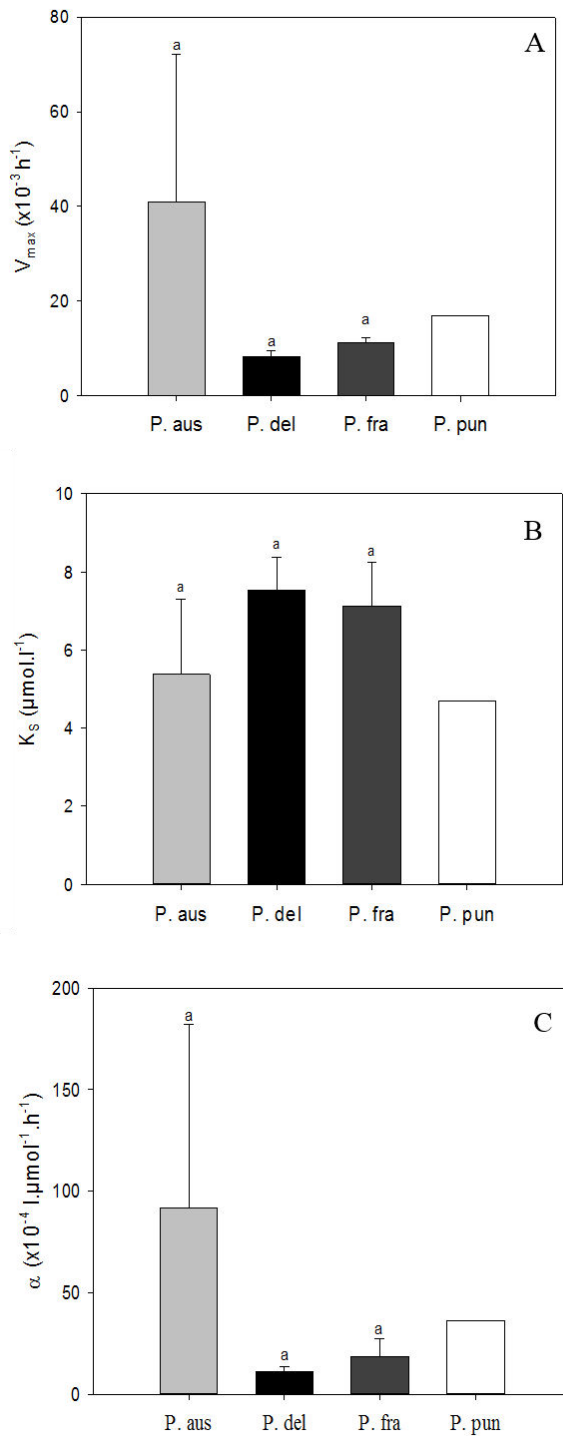 A
V_max (x10⁻³ h⁻¹)
80
60
40
20
0
a
a
a
P. aus
P. del
P. fra
P. pun
B
K_S (µmol.l⁻¹)
10
8
6
4
2
0
a
a
a
P. aus
P. del
P. fra
P. pun
C
α (x10⁻⁴ l.µmol⁻¹.h⁻¹)
200
150
100
50
0
a
a
a
P. aus
P. del
P. fra
P. pun